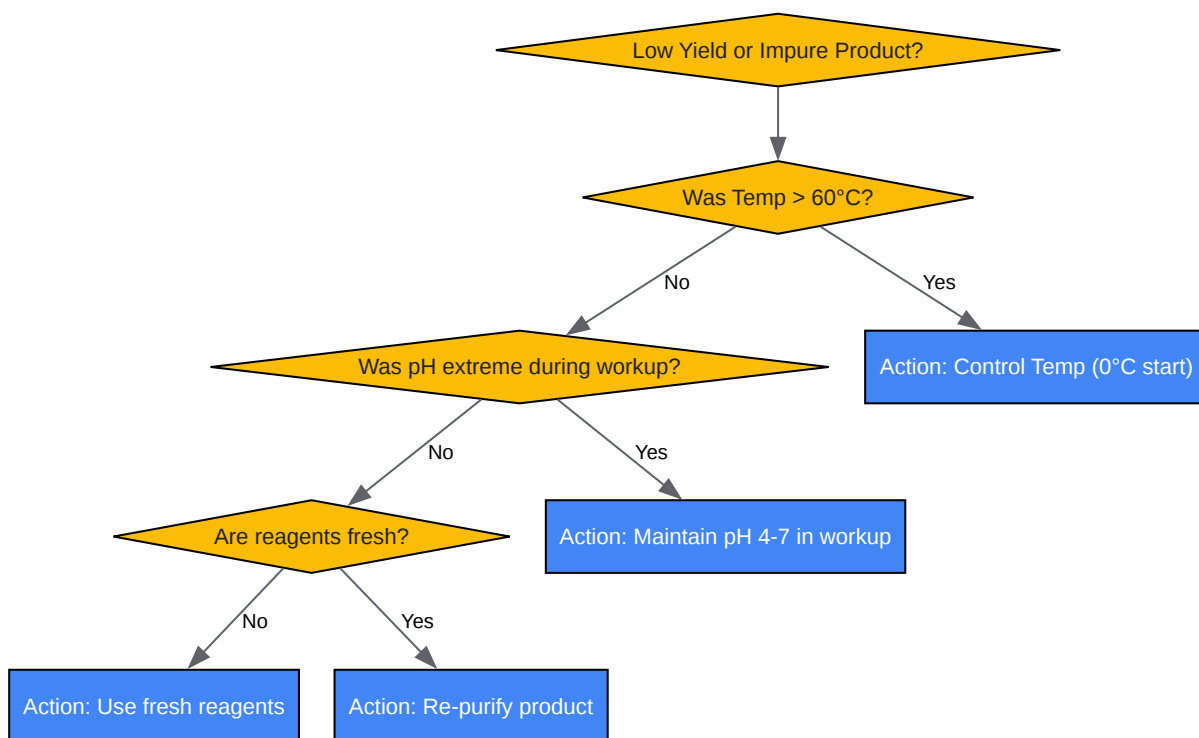 Low Yield or Impure Product?
Was Temp > 60°C?
No
Yes
Was pH extreme during workup?
Action: Control Temp (0°C start)
No
Yes
Are reagents fresh?
Action: Maintain pH 4-7 in workup
No
Yes
Action: Use fresh reagents
Action: Re-purify product